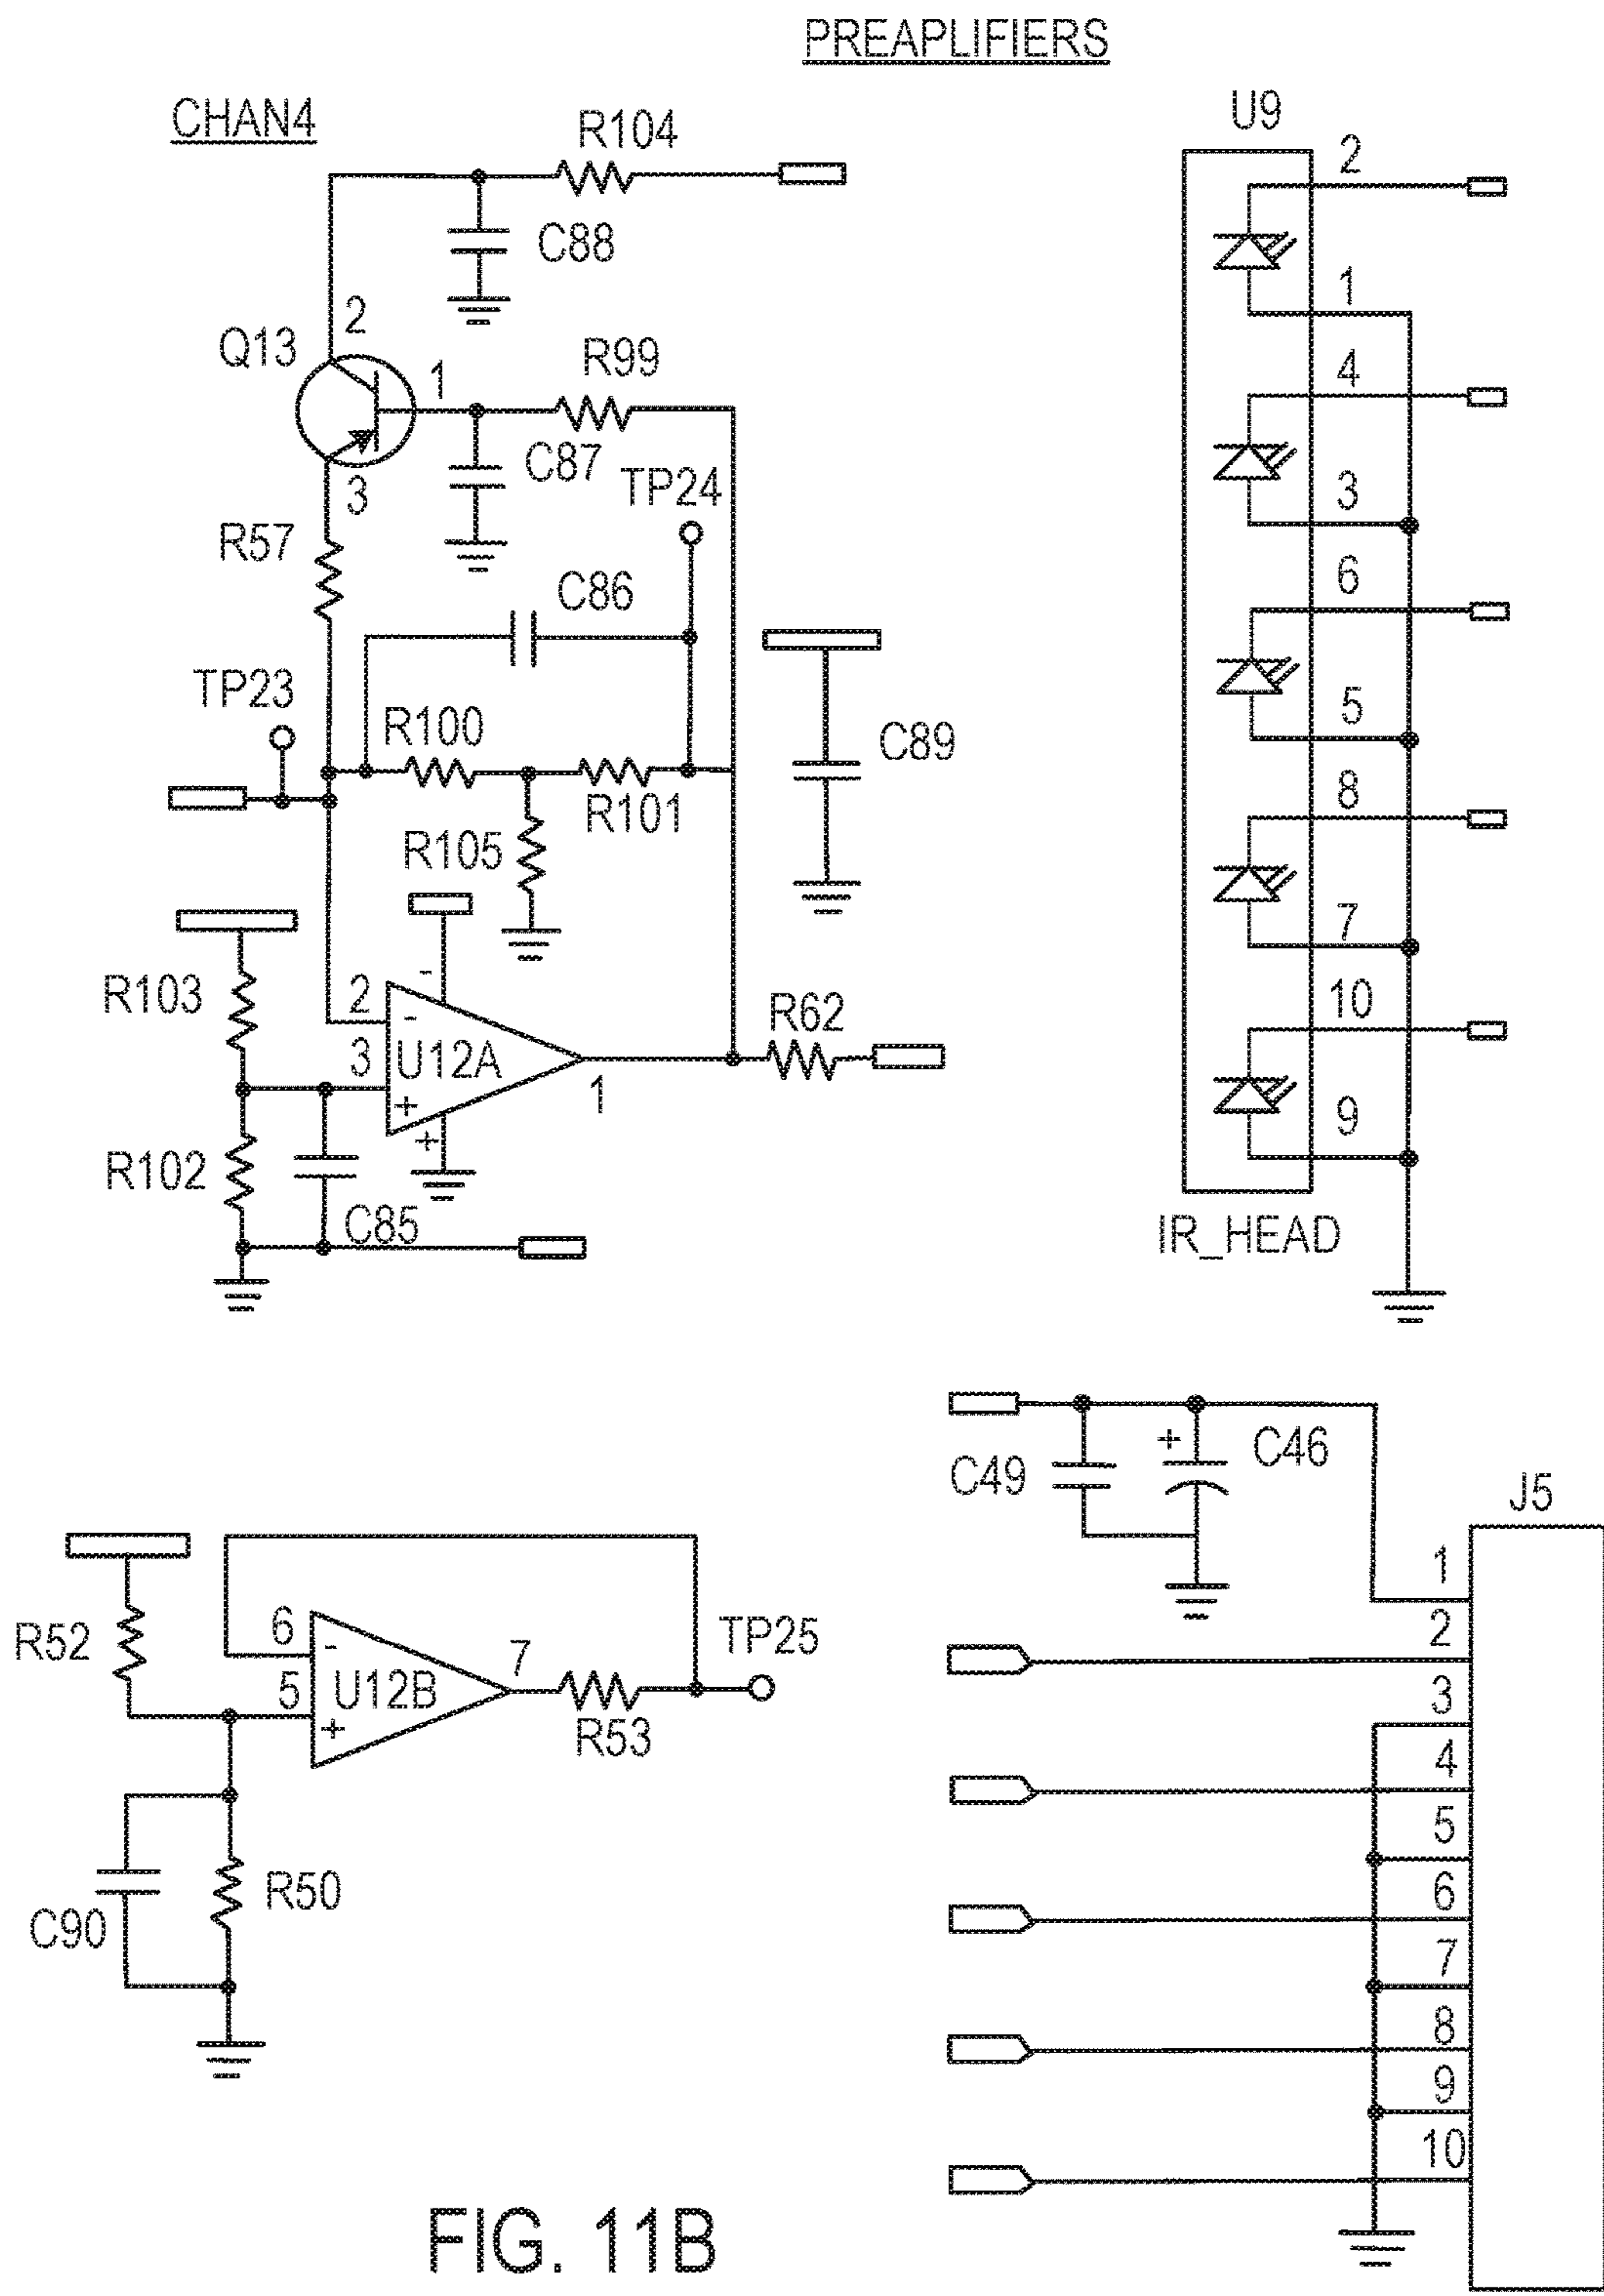 PREAPLIFIERS
CHAN4
R104
C88
2
Q13
1
R99
C87
3
TP24
R57
C86
TP23
R100
C89
R101
R105
R103
-
2
-
3
U12A
+
+
1
R62
R102
C85
U9
2
1
4
3
6
5
8
7
10
9
IR_HEAD
R52
6
-
5
U12B
+
7
R53
TP25
C90
R50
C49
+
C46
J5
1
2
3
4
5
6
7
8
9
10
FIG. 11B